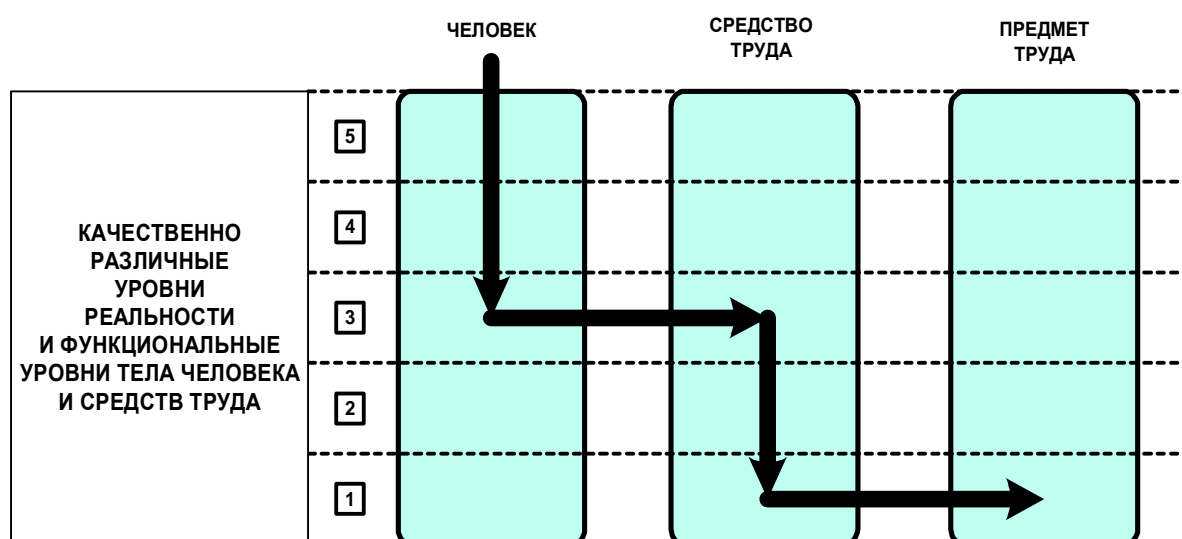 ЧЕЛОВЕК
СРЕДСТВО
ТРУДА
ПРЕДМЕТ
ТРУДА
КАЧЕСТВЕННО
РАЗЛИЧНЫЕ
УРОВНИ
РЕАЛЬНОСТИ
И ФУНКЦИОНАЛЬНЫЕ
УРОВНИ ТЕЛА ЧЕЛОВЕКА
И СРЕДСТВ ТРУДА
5
4
3
2
1